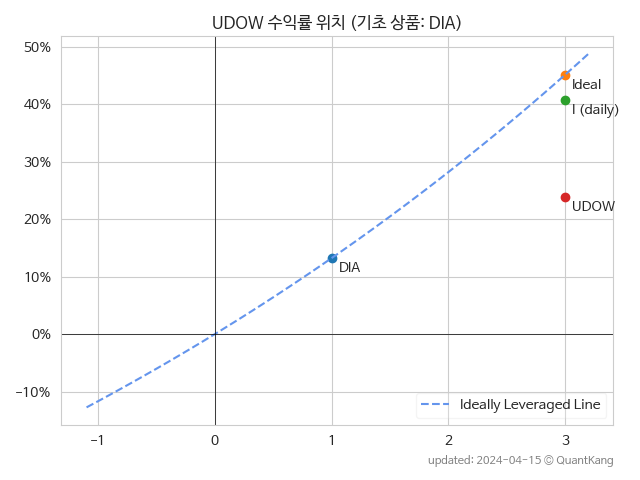 UDOW 수익률 위치 (기초 상품: DIA)
50%
40%
30%
20%
10%
0%
−10%
Ideal
I (daily)
UDOW
DIA
Ideally Leveraged Line
−1
0
1
2
3
updated: 2024-04-15 © QuantKang